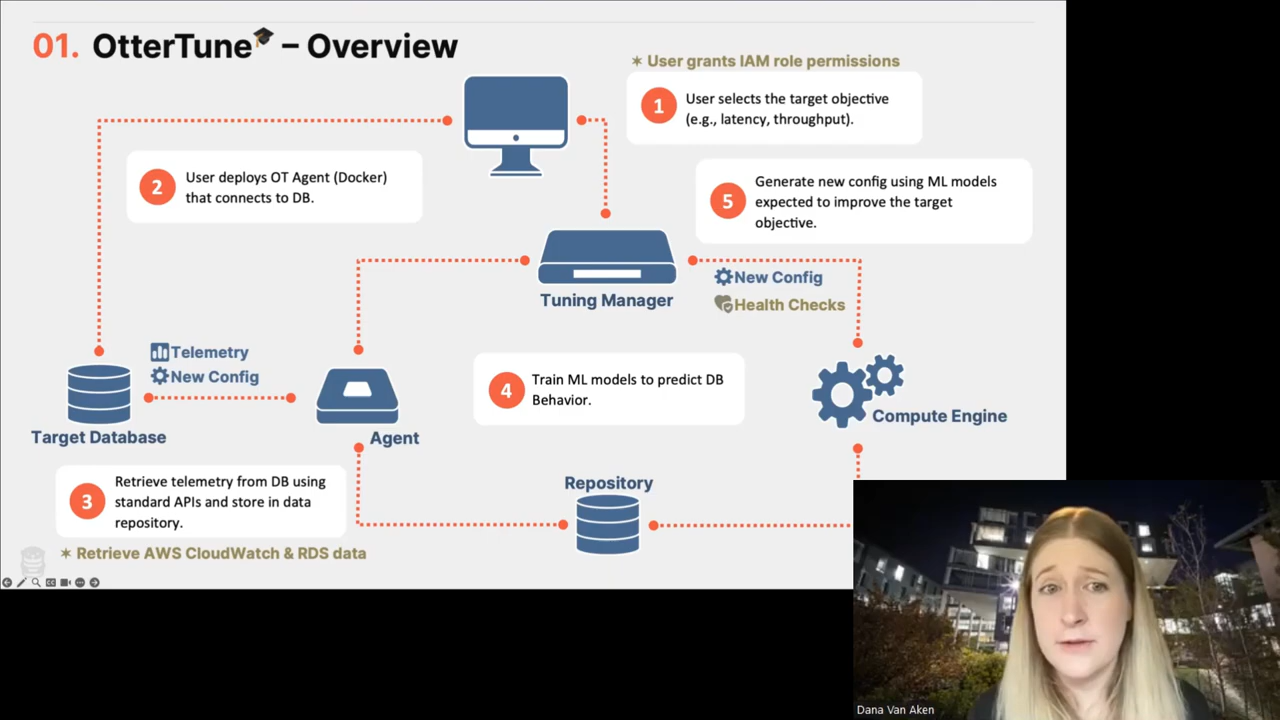 01. OtterTune – Overview
✶ User grants IAM role permissions
1
User selects the target objective
(e.g., latency, throughput).
2
User deploys OT Agent (Docker)
that connects to DB.
5
Generate new config using ML models
expected to improve the target
objective.
Tuning Manager
New Config
Health Checks
Telemetry
New Config
4
Train ML models to predict DB
Behavior.
Target Database
Agent
Compute Engine
3
Retrieve telemetry from DB using
standard APIs and store in data
repository.
Repository
✶ Retrieve AWS CloudWatch & RDS data
Dana Van Aken